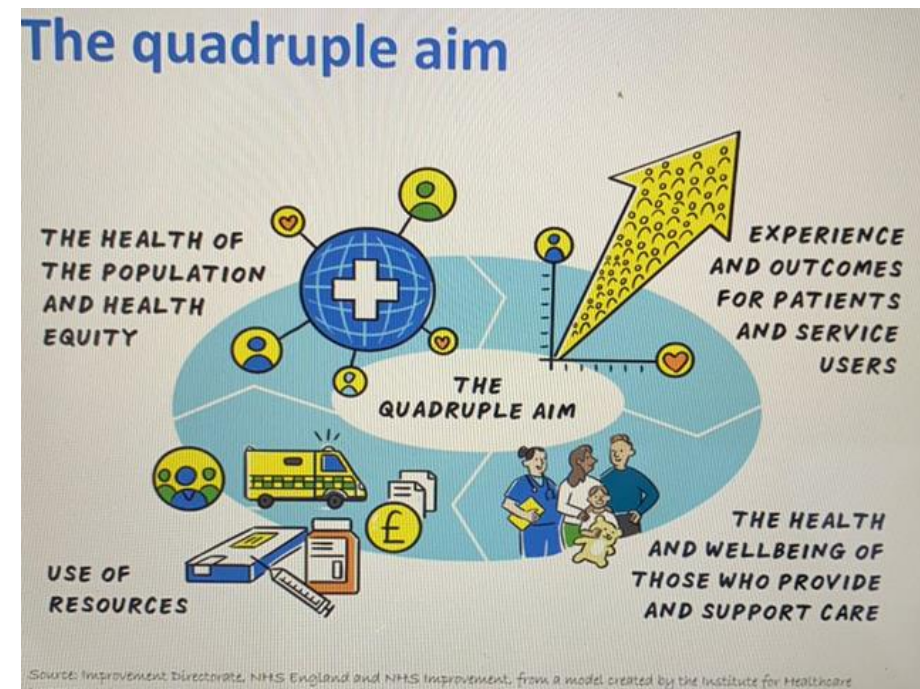 The quadruple aim
THE HEALTH OF
THE POPULATION
AND HEALTH
EQUITY
EXPERIENCE
AND OUTCOMES
FOR PATIENTS
AND SERVICE
USERS
THE
QUADRUPLE AIM
£
USE OF
RESOURCES
THE HEALTH
AND WELLBEING OF
THOSE WHO PROVIDE
AND SUPPORT CARE
Source: Improvement Directorate, NHS England and NHS Improvement, from a model created by the Institute for Healthcare